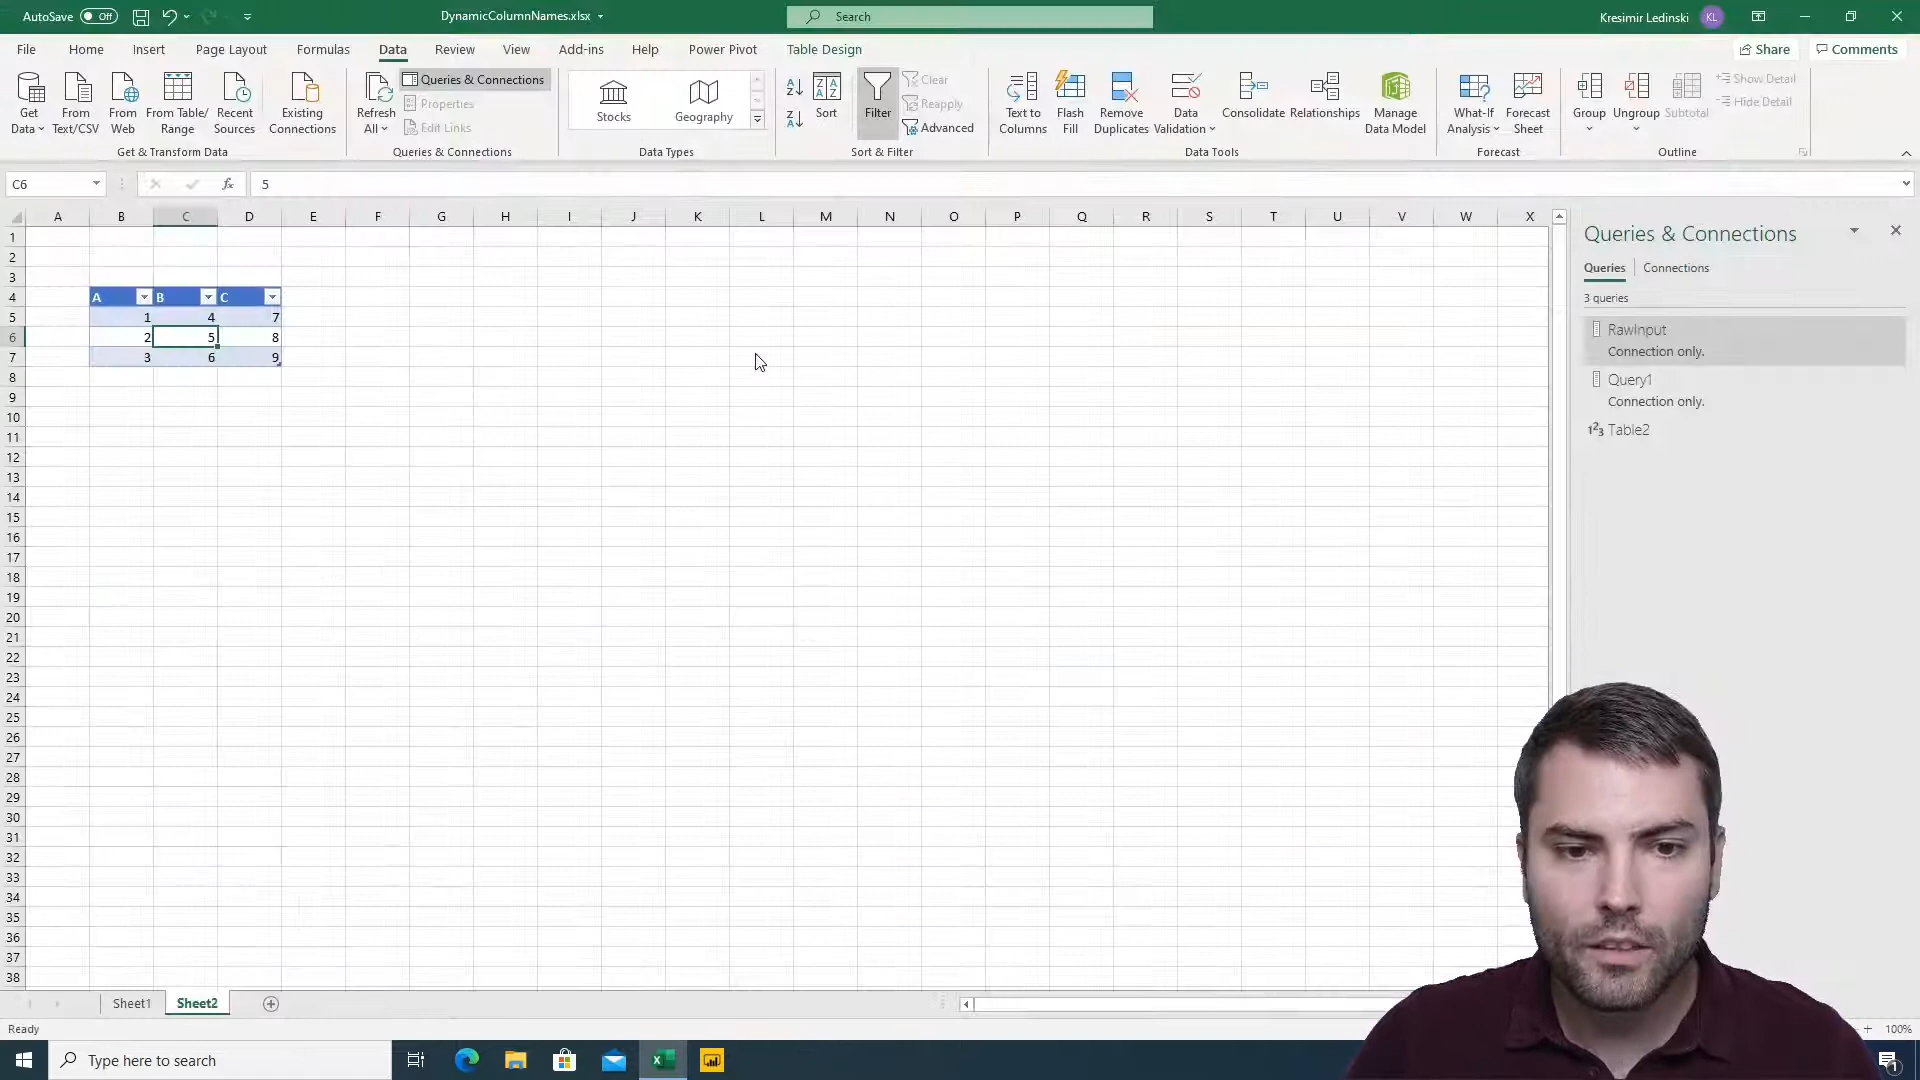 AutoSave Off DynamicColumnNames.xlsx Search Kresimir Ledinski KL
File Home Insert Page Layout Formulas Data Review View Add-ins Help Power Pivot Table Design Share Comments
Get Data From Text/CSV From Web From Table/ Range Recent Sources Existing Connections
Get & Transform Data
Refresh All Queries & Connections
Properties
Edit Links
Queries & Connections
Stocks Geography
Data Types
Sort Filter Clear
Reapply
Advanced
Sort & Filter
Text to Columns Flash Fill Remove Duplicates Data Validation Consolidate Relationships Manage Data Model
Data Tools
What-If Analysis Forecast Sheet
Forecast
Group Ungroup Subtotal Show Detail
Hide Detail
Outline
C6 fx 5
A B C D E F G H I J K L M N O P Q R S T U V W X
1
2
3
4 A B C
5 1 4 7
6 2 5 8
7 3 6 9
8
9
10
11
12
13
14
15
16
17
18
19
20
21
22
23
24
25
26
27
28
29
30
31
32
33
34
35
36
37
38
Queries & Connections
Queries Connections
3 queries
RawInput
Connection only.
Query1
Connection only.
123 Table2
Sheet1 Sheet2
Ready 100%
Type here to search 1